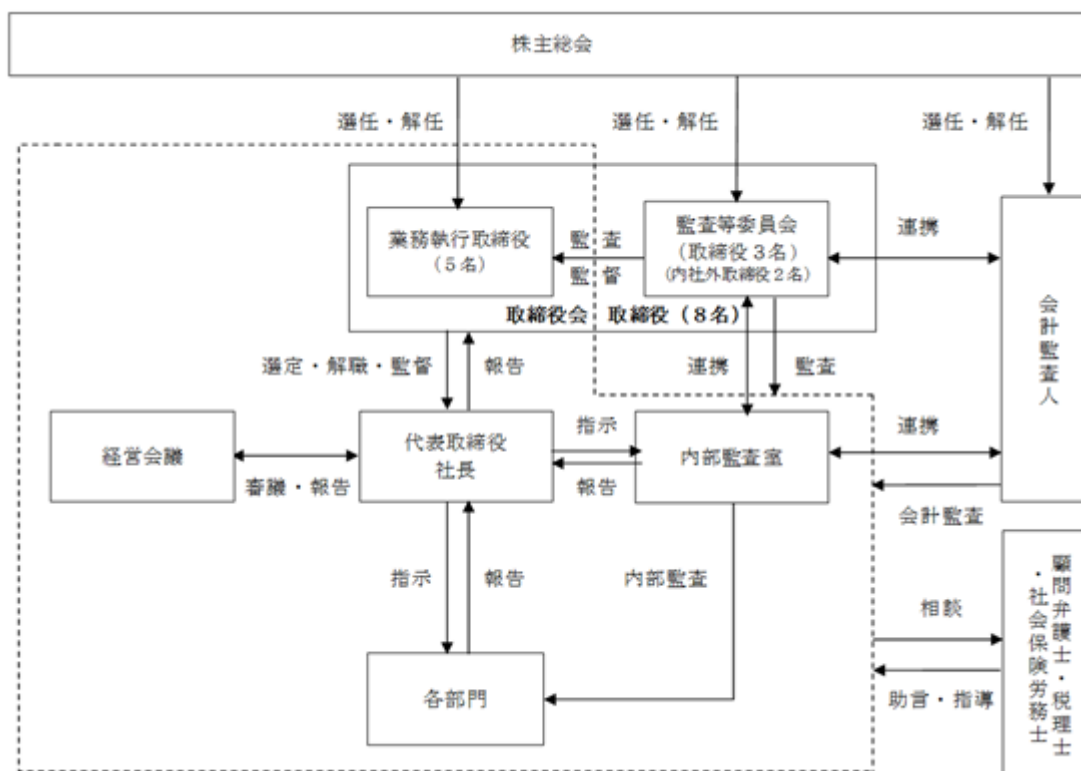 株主総会
選任・解任
選任・解任
選任・解任
業務執行取締役
(5名)
監査
監督
監査等委員会
(取締役3名)
(内社外取締役2名)
連携
会計監査人
取締役会 取締役(8名)
選定・解職・監督
報告
連携
監査
経営会議
審議・報告
代表取締役
社長
指示
報告
内部監査室
連携
会計監査
指示
報告
内部監査
各部門
相談
助言・指導
顧問弁護士・税理士
・社会保険労務士